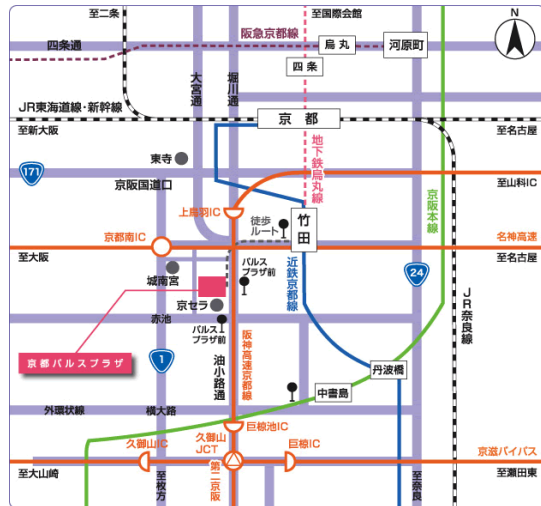 至二条
至国際会館
N
阪急京都線
烏丸
河原町
四条通
四条
大宮通
堀川通
JR東海道線・新幹線
京都
至新大阪
至名古屋
東寺
地下鉄烏丸線
171
京阪国道口
至山科IC
京阪本線
上鳥羽IC
徒歩
ルート
竹田
京都南IC
名神高速
至大阪
至名古屋
城南宮
パルス
プラザ前
近鉄京都線
24
JR奈良線
京セラ
赤池
パルス
プラザ前
阪神高速京都線
京都パルスプラザ
1
油小路通
丹波橋
中書島
外環状線
横大路
巨椋池IC
久御山IC
久御山
JCT
巨椋IC
京滋バイパス
至大山崎
至枚方
第二京阪
至奈良
至瀬田東